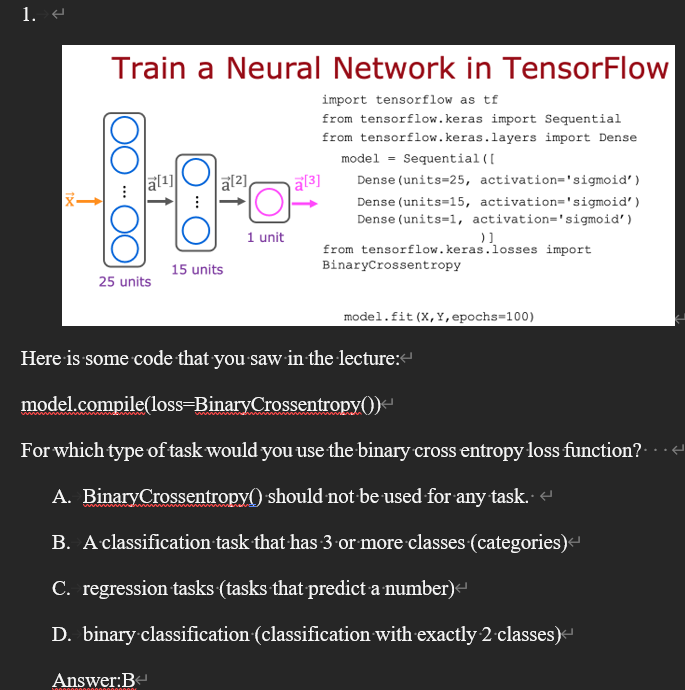 1.
Train a Neural Network in TensorFlow
import tensorflow as tf
from tensorflow.keras import Sequential
from tensorflow.keras.layers import Dense
model = Sequential([
Dense(units=25, activation='sigmoid')
Dense(units=15, activation='sigmoid')
Dense(units=1, activation='sigmoid')
)]
from tensorflow.keras.losses import
BinaryCrossentropy
model.fit(X,Y,epochs=100)
x⃗
a⃗[1]
a⃗[2]
a⃗[3]
1 unit
15 units
25 units
Here is some code that you saw in the lecture:
model.compile(loss=BinaryCrossentropy())
For which type of task would you use the binary cross entropy loss function?
A. BinaryCrossentropy() should not be used for any task.
B. A classification task that has 3 or more classes (categories)
C. regression tasks (tasks that predict a number)
D. binary classification (classification with exactly 2 classes)
Answer:B